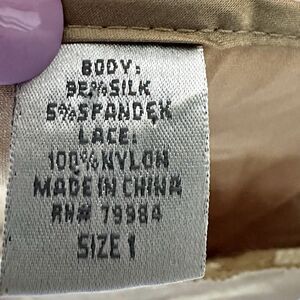 BODY:
95%SILK
5%SPANDEX
LACE:
100%NYLON
MADE IN CHINA
RN# 79984
SIZE 1